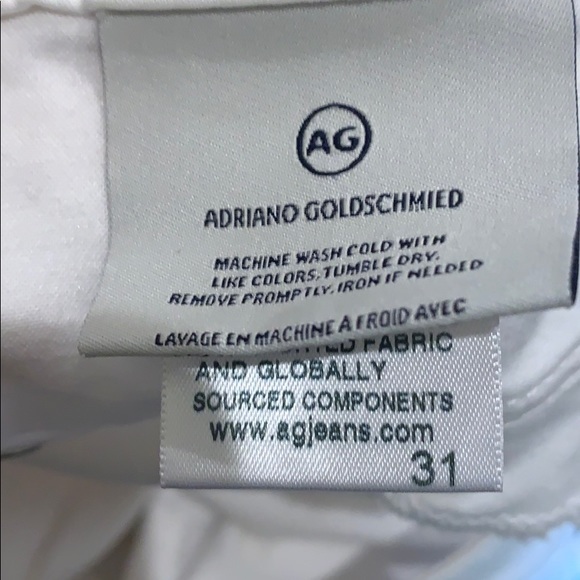 AG
ADRIANO GOLDSCHMIED
MACHINE WASH COLD WITH
LIKE COLORS. TUMBLE DRY.
REMOVE PROMPTLY. IRON IF NEEDED
LAVAGE EN MACHINE À FROID AVEC
FABRIC
AND GLOBALLY
SOURCED COMPONENTS
www.agjeans.com
31